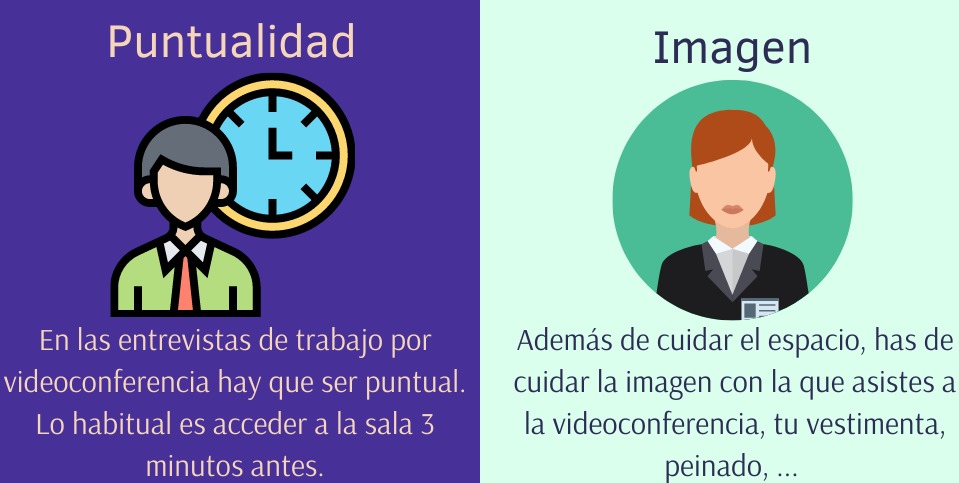 Puntualidad
En las entrevistas de trabajo por
videoconferencia hay que ser puntual.
Lo habitual es acceder a la sala 3
minutos antes.
Imagen
Además de cuidar el espacio, has de
cuidar la imagen con la que asistes a
la videoconferencia, tu vestimenta,
peinado, ...